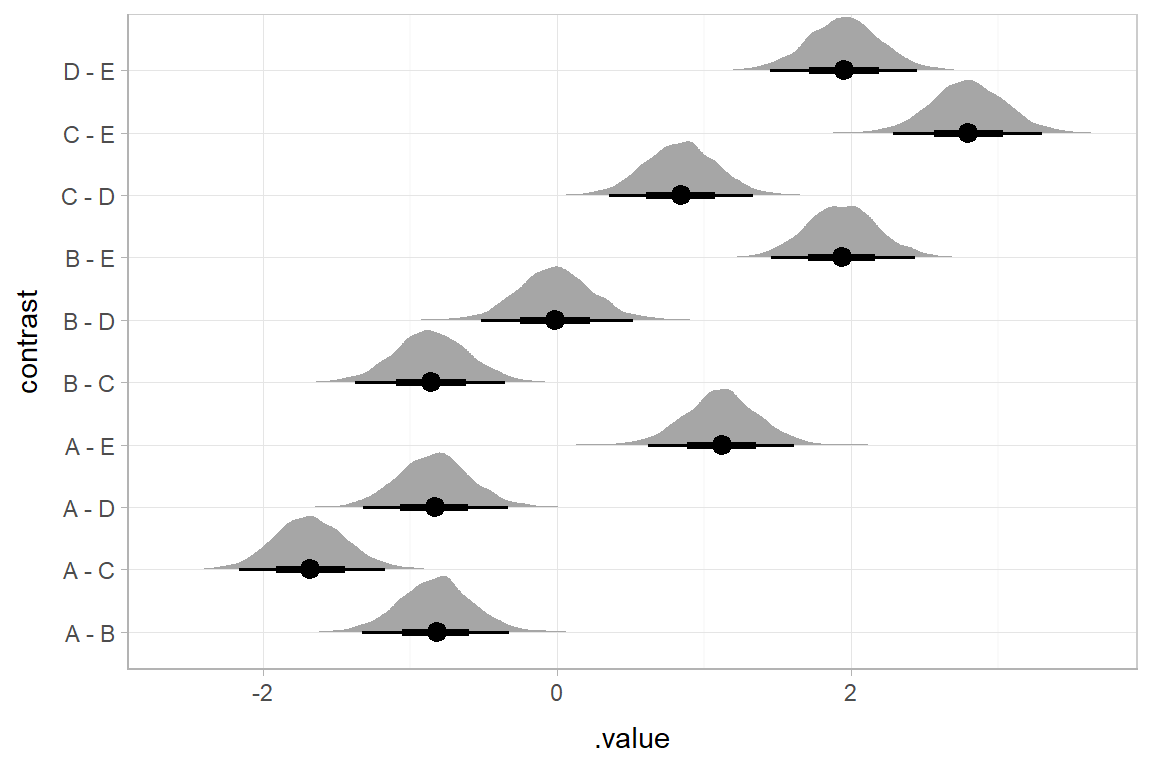 D - E
C - E
C - D
B - E
B - D
B - C
A - E
A - D
A - C
A - B
contrast
-2 0 2
.value